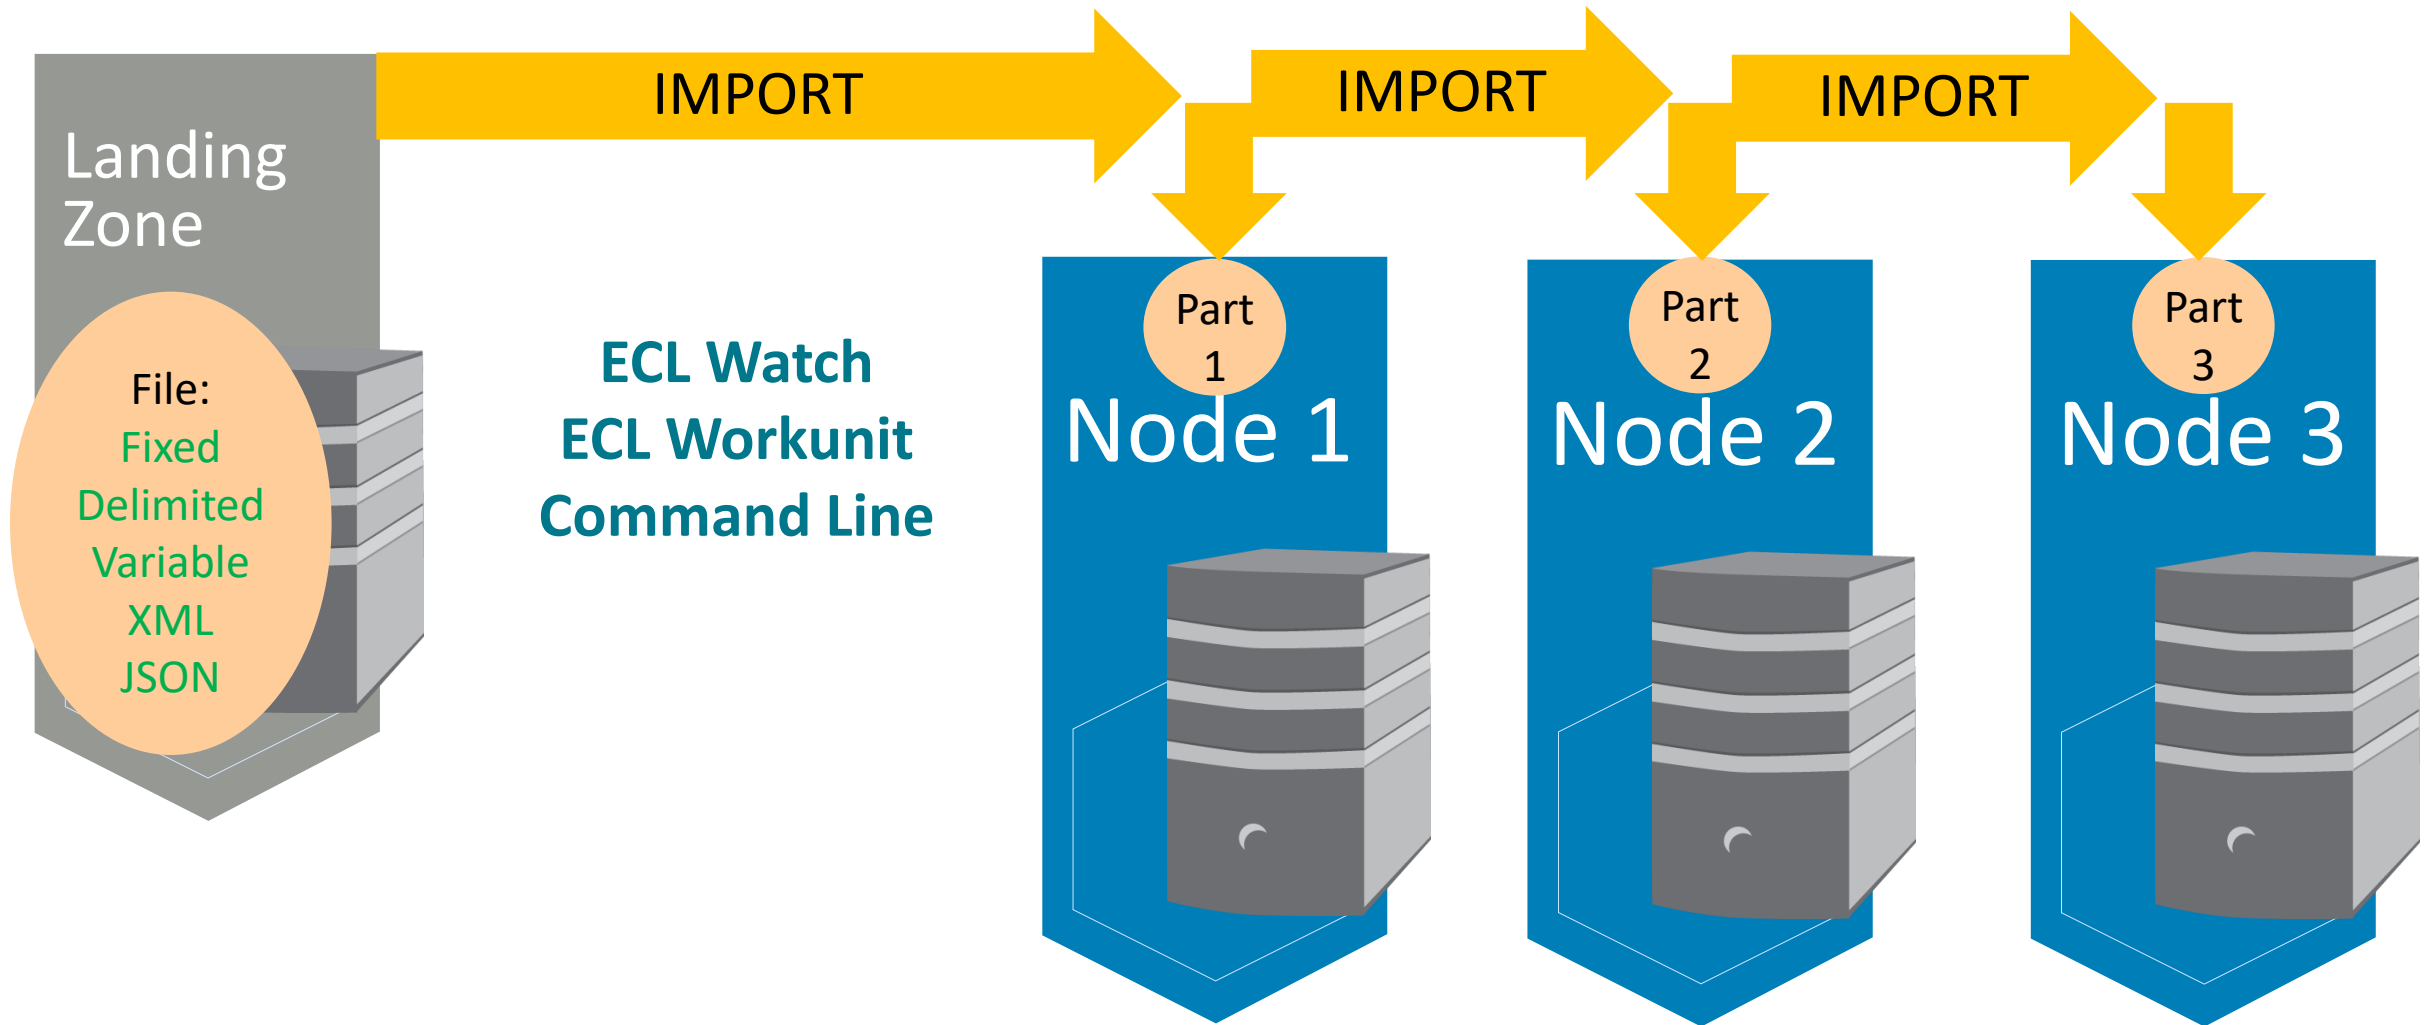 IMPORT
IMPORT
IMPORT
Landing
Zone
File:
Fixed
Delimited
Variable
XML
JSON
ECL Watch
ECL Workunit
Command Line
Part
1
Node 1
Part
2
Node 2
Part
3
Node 3